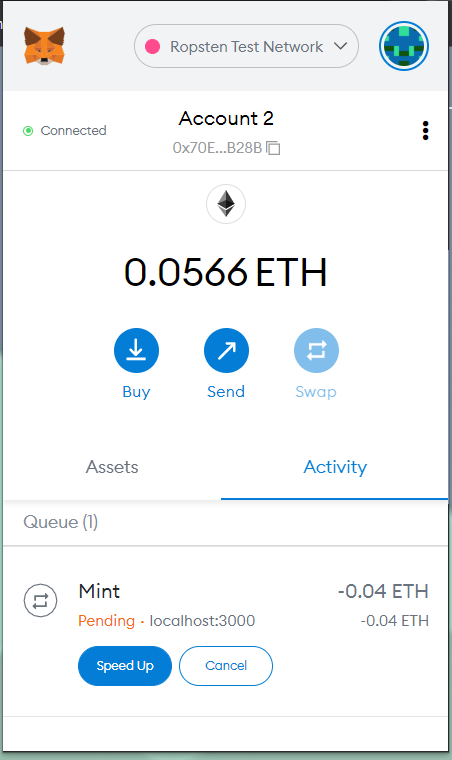 Ropsten Test Network
Connected
Account 2
0x70E...B28B
0.0566 ETH
Buy
Send
Swap
Assets
Activity
Queue (1)
Mint
-0.04 ETH
Pending · localhost:3000
-0.04 ETH
Speed Up
Cancel